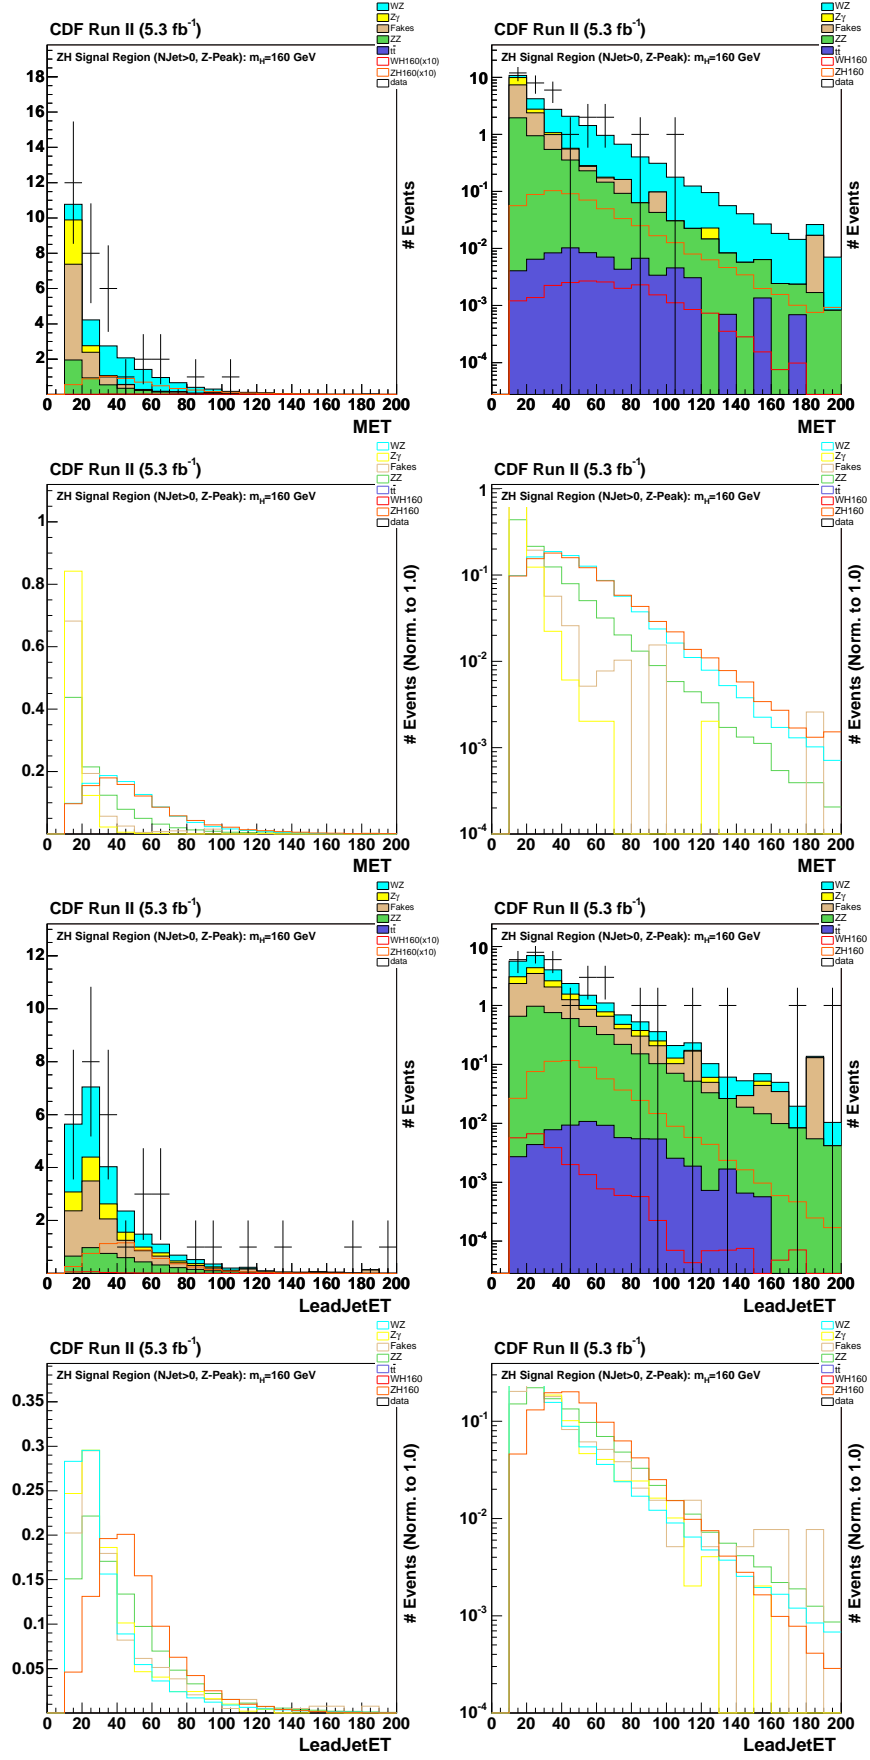 CDF Run II (5.3 fb⁻¹)
ZH Signal Region (NJet>0, Z-Peak): m_H=160 GeV
WZ
Zγ
Fakes
ZZ
tt̄
WH160(x10)
ZH160(x10)
data
18
16
14
12
10
8
6
4
2
0 20 40 60 80 100 120 140 160 180 200
MET
# Events
CDF Run II (5.3 fb⁻¹)
ZH Signal Region (NJet>0, Z-Peak): m_H=160 GeV
WZ
Zγ
Fakes
ZZ
tt̄
WH160
ZH160
data
10
1
10⁻¹
10⁻²
10⁻³
10⁻⁴
0 20 40 60 80 100 120 140 160 180 200
MET
# Events
CDF Run II (5.3 fb⁻¹)
ZH Signal Region (NJet>0, Z-Peak): m_H=160 GeV
WZ
Zγ
Fakes
ZZ
tt̄
WH160
ZH160
data
1
0.8
0.6
0.4
0.2
0 20 40 60 80 100 120 140 160 180 200
MET
# Events (Norm. to 1.0)
CDF Run II (5.3 fb⁻¹)
ZH Signal Region (NJet>0, Z-Peak): m_H=160 GeV
WZ
Zγ
Fakes
ZZ
tt̄
WH160
ZH160
data
1
10⁻¹
10⁻²
10⁻³
10⁻⁴
0 20 40 60 80 100 120 140 160 180 200
MET
# Events (Norm. to 1.0)
CDF Run II (5.3 fb⁻¹)
ZH Signal Region (NJet>0, Z-Peak): m_H=160 GeV
WZ
Zγ
Fakes
ZZ
tt̄
WH160(x10)
ZH160(x10)
data
12
10
8
6
4
2
0 20 40 60 80 100 120 140 160 180 200
LeadJetET
# Events
CDF Run II (5.3 fb⁻¹)
ZH Signal Region (NJet>0, Z-Peak): m_H=160 GeV
WZ
Zγ
Fakes
ZZ
tt̄
WH160
ZH160
data
10
1
10⁻¹
10⁻²
10⁻³
10⁻⁴
0 20 40 60 80 100 120 140 160 180 200
LeadJetET
# Events
CDF Run II (5.3 fb⁻¹)
ZH Signal Region (NJet>0, Z-Peak): m_H=160 GeV
WZ
Zγ
Fakes
ZZ
tt̄
WH160
ZH160
data
0.35
0.3
0.25
0.2
0.15
0.1
0.05
0 20 40 60 80 100 120 140 160 180 200
LeadJetET
# Events (Norm. to 1.0)
CDF Run II (5.3 fb⁻¹)
ZH Signal Region (NJet>0, Z-Peak): m_H=160 GeV
WZ
Zγ
Fakes
ZZ
tt̄
WH160
ZH160
data
10⁻¹
10⁻²
10⁻³
10⁻⁴
0 20 40 60 80 100 120 140 160 180 200
LeadJetET
# Events (Norm. to 1.0)